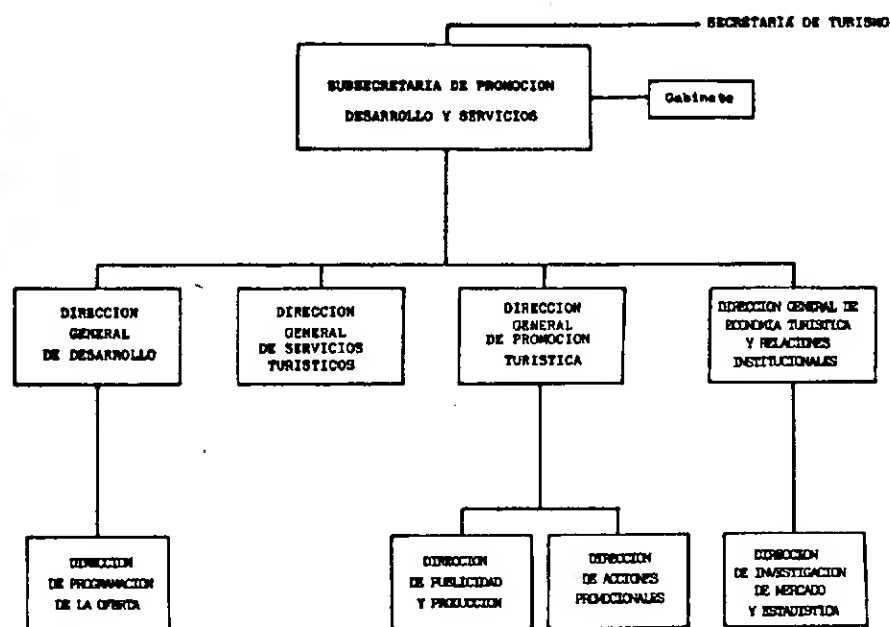 SECRETARIA DE TURISMO
SUBSECRETARIA DE PROMOCION
DESARROLLO Y SERVICIOS
Gabinete
DIRECCION
GENERAL
DE DESARROLLO
DIRECCION
GENERAL
DE SERVICIOS
TURISTICOS
DIRECCION
GENERAL
DE PROMOCION
TURISTICA
DIRECCION GENERAL DE
ECONOMIA TURISTICA
Y RELACIONES
INSTITUCIONALES
DIRECCION
DE PROGRAMACION
DE LA OFERTA
DIRECCION
DE PUBLICIDAD
Y PRODUCCION
DIRECCION
DE ACCIONES
PROMOCIONALES
DIRECCION
DE INVESTIGACION
DE MERCADO
Y ESTADISTICA